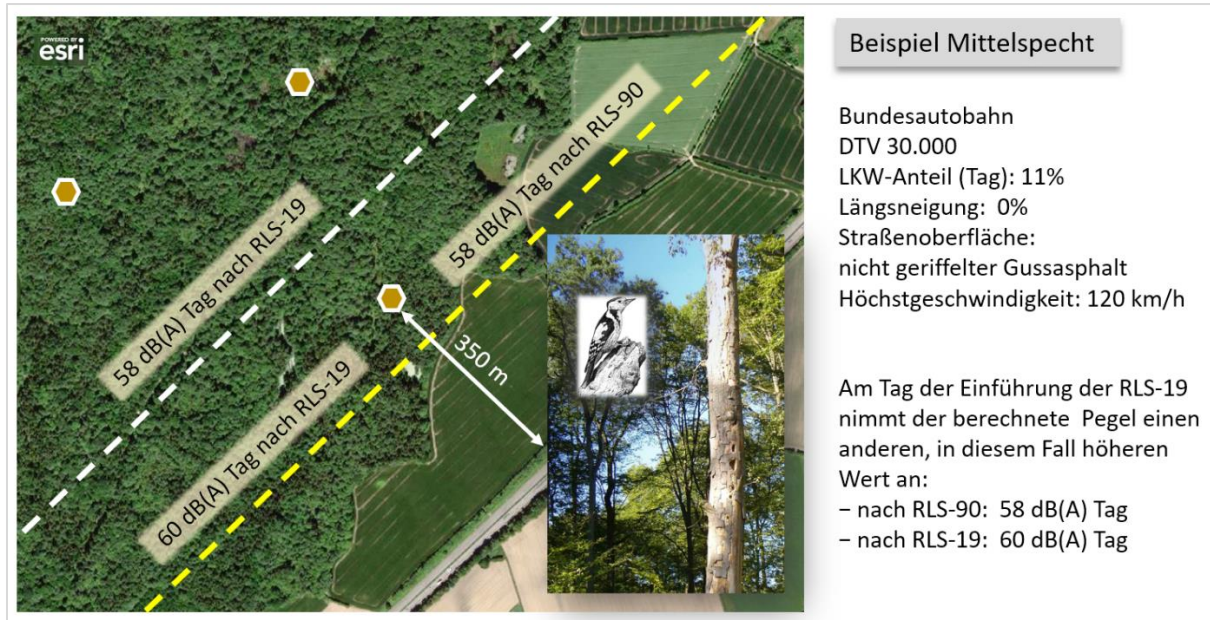 POWERED BY
esri
58 dB(A) Tag nach RLS-19
58 dB(A) Tag nach RLS-90
60 dB(A) Tag nach RLS-19
350 m
Beispiel Mittelspecht
Bundesautobahn
DTV 30.000
LKW-Anteil (Tag): 11%
Längsneigung: 0%
Straßenoberfläche:
nicht geriffelter Gussasphalt
Höchstgeschwindigkeit: 120 km/h
Am Tag der Einführung der RLS-19
nimmt der berechnete Pegel einen
anderen, in diesem Fall höheren
Wert an:
− nach RLS-90: 58 dB(A) Tag
− nach RLS-19: 60 dB(A) Tag